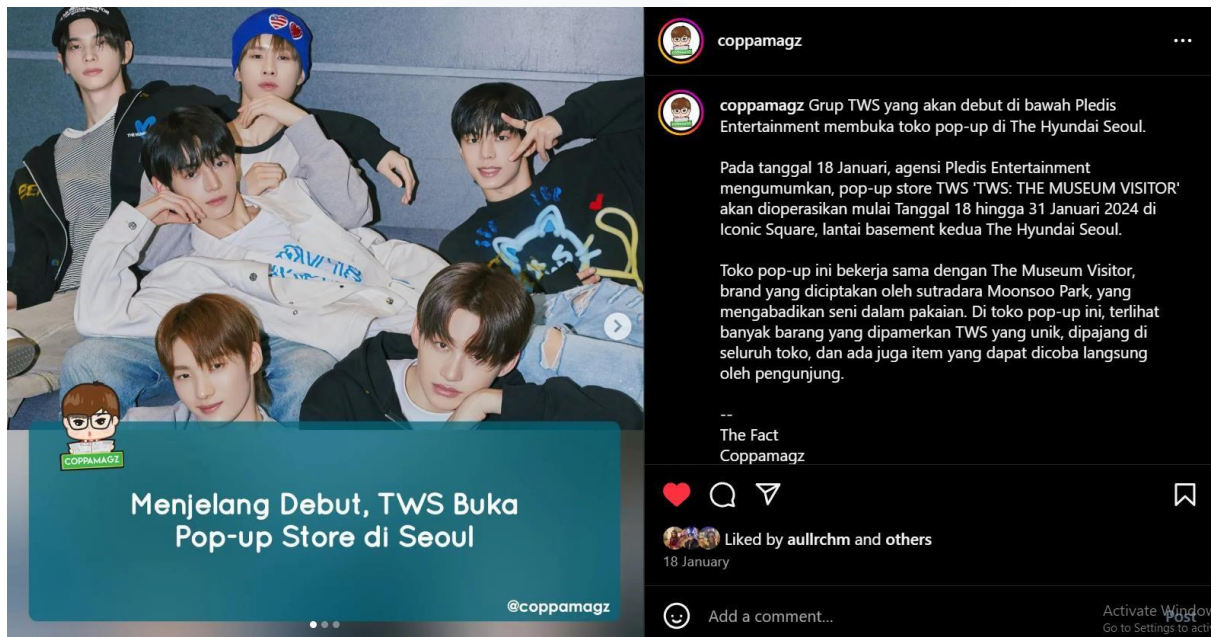 COPPAMAGZ
Menjelang Debut, TWS Buka
Pop-up Store di Seoul
@coppamagz
coppamagz
coppamagz Grup TWS yang akan debut di bawah Pledis
Entertainment membuka toko pop-up di The Hyundai Seoul.
Pada tanggal 18 Januari, agensi Pledis Entertainment
mengumumkan, pop-up store TWS 'TWS: THE MUSEUM VISITOR'
akan dioperasikan mulai Tanggal 18 hingga 31 Januari 2024 di
Iconic Square, lantai basement kedua The Hyundai Seoul.
Toko pop-up ini bekerja sama dengan The Museum Visitor,
brand yang diciptakan oleh sutradara Moonsoo Park, yang
mengabadikan seni dalam pakaian. Di toko pop-up ini, terlihat
banyak barang yang dipamerkan TWS yang unik, dipajang di
seluruh toko, dan ada juga item yang dapat dicoba langsung
oleh pengunjung.
--
The Fact
Coppamagz
Liked by aullrchm and others
18 January
Add a comment...
Post
Activate Window
Go to Settings to acti